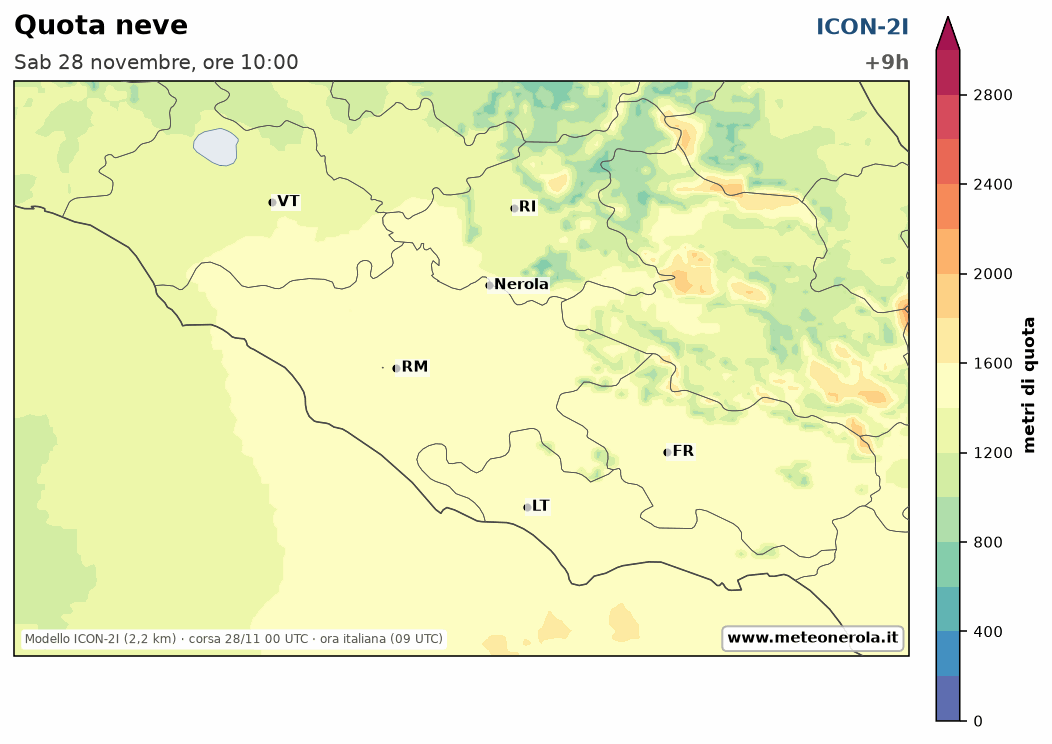 Quota neve
ICON-2I
Sab 28 novembre, ore 10:00
+9h
VT
RI
Nerola
RM
FR
LT
Modello ICON-2I (2,2 km) · corsa 28/11 00 UTC · ora italiana (09 UTC)
www.meteonerola.it
2800
2400
2000
1600
1200
800
400
0
metri di quota